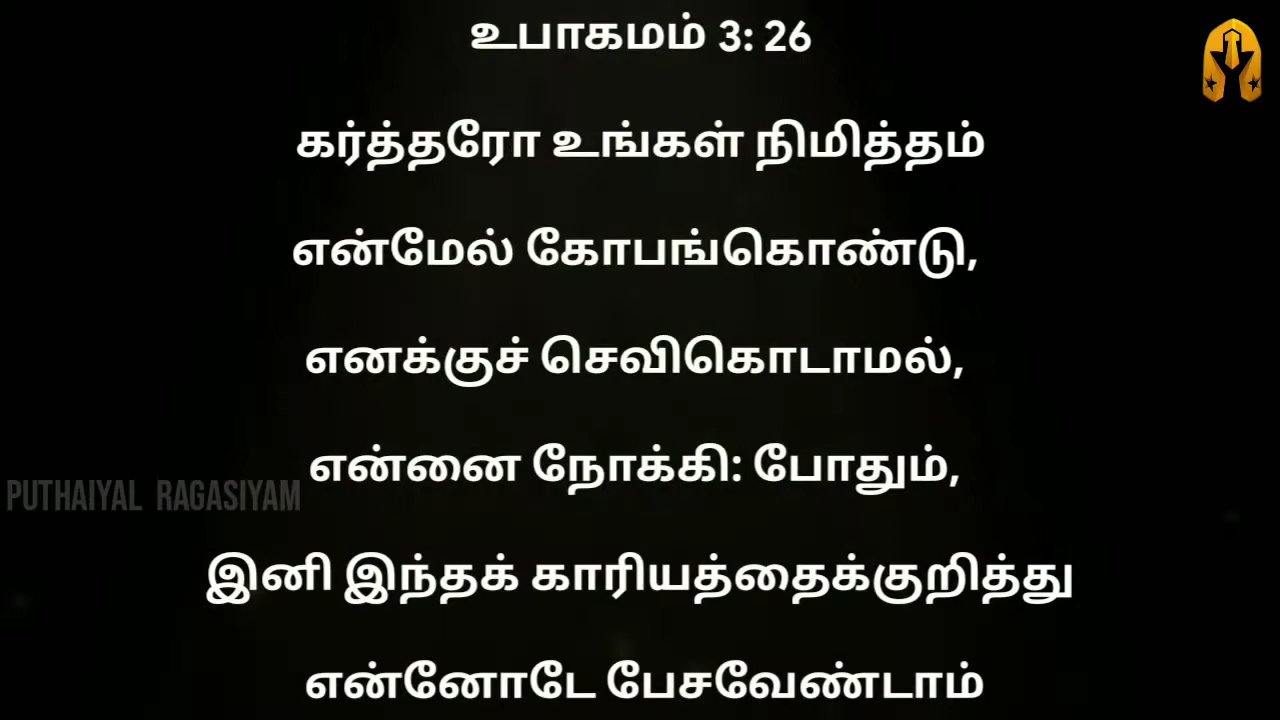 உபாகமம் 3: 26
கர்த்தரோ உங்கள் நிமித்தம்
என்மேல் கோபங்கொண்டு,
எனக்குச் செவிகொடாமல்,
என்னை நோக்கி: போதும்,
PUTHAIYAL RAGASIYAM
இனி இந்தக் காரியத்தைக்குறித்து
என்னோடே பேசவேண்டாம்